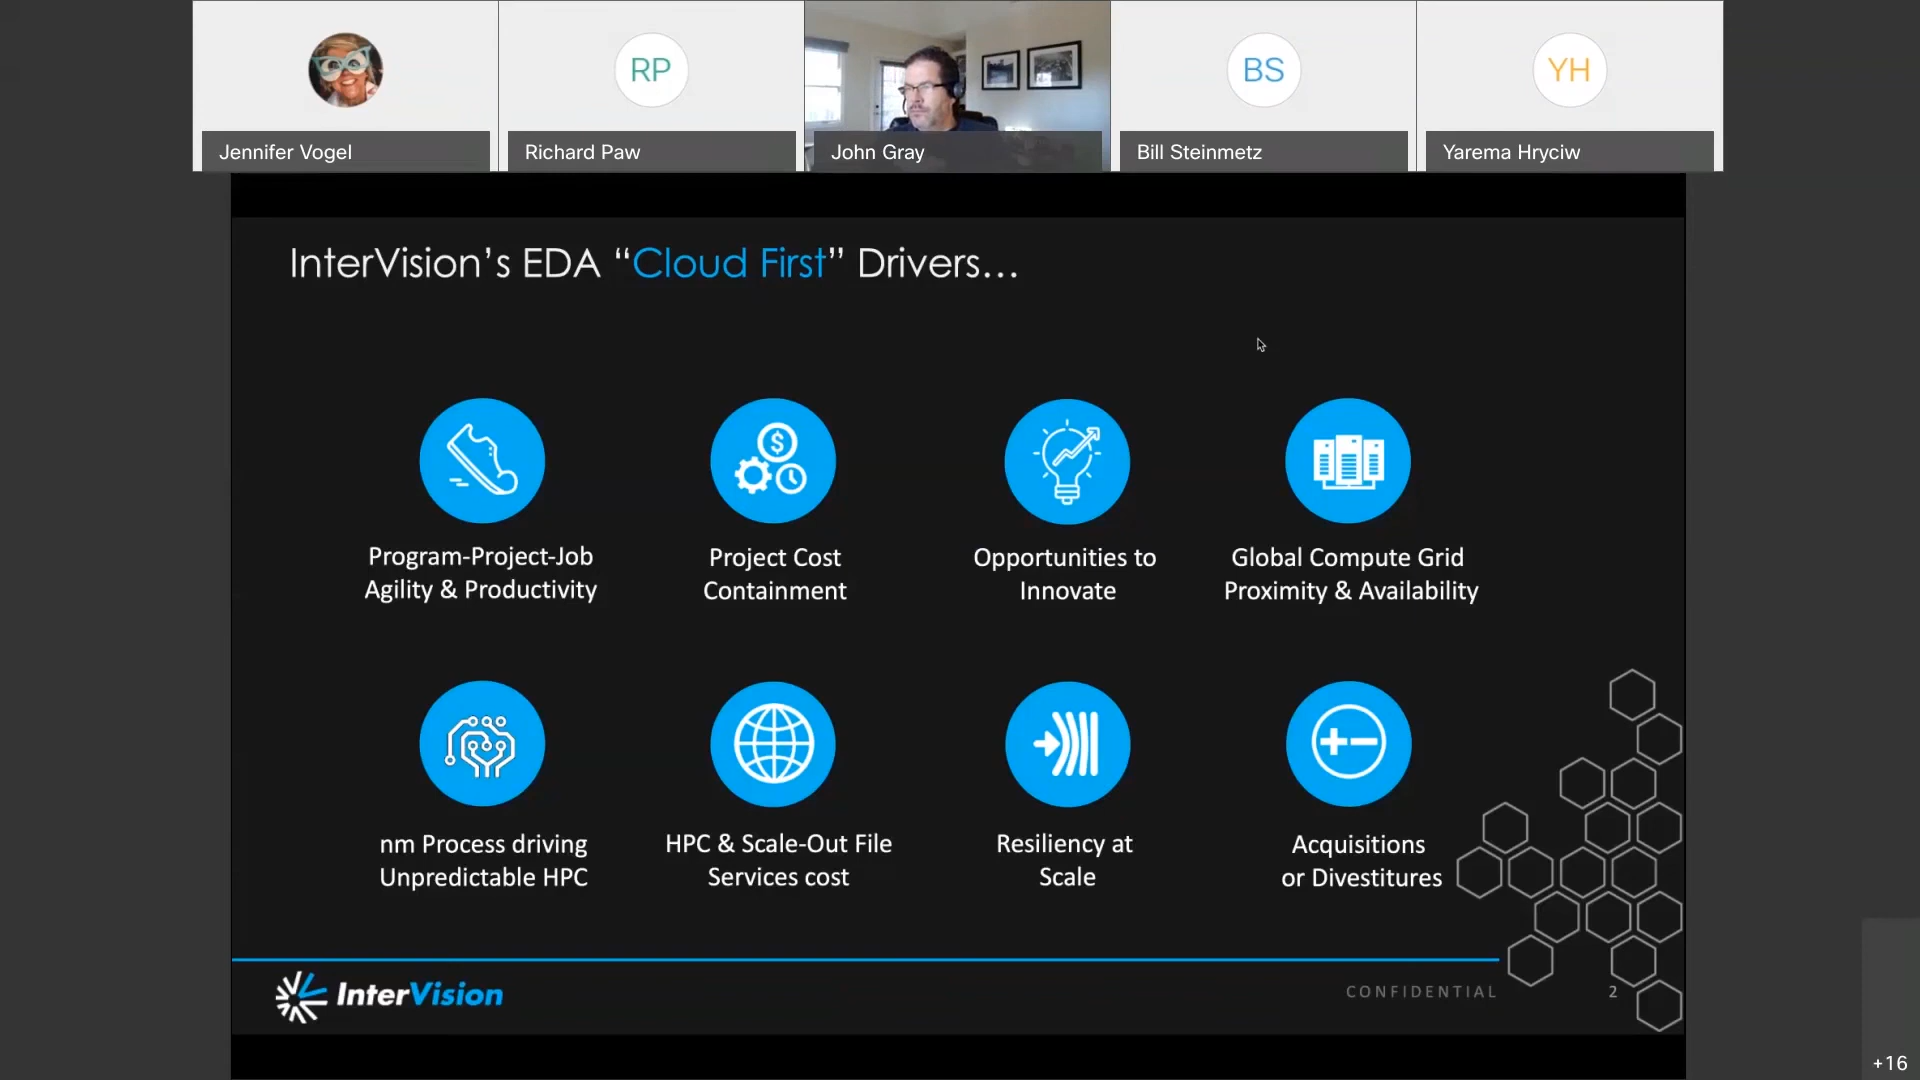 RP
BS
YH
Jennifer Vogel
Richard Paw
John Gray
Bill Steinmetz
Yarema Hryciw
InterVision’s EDA “Cloud First” Drivers…
$
Program-Project-Job
Agility & Productivity
Project Cost
Containment
Opportunities to
Innovate
Global Compute Grid
Proximity & Availability
nm Process driving
Unpredictable HPC
HPC & Scale-Out File
Services cost
Resiliency at
Scale
Acquisitions
or Divestitures
InterVision
CONFIDENTIAL
2
+16